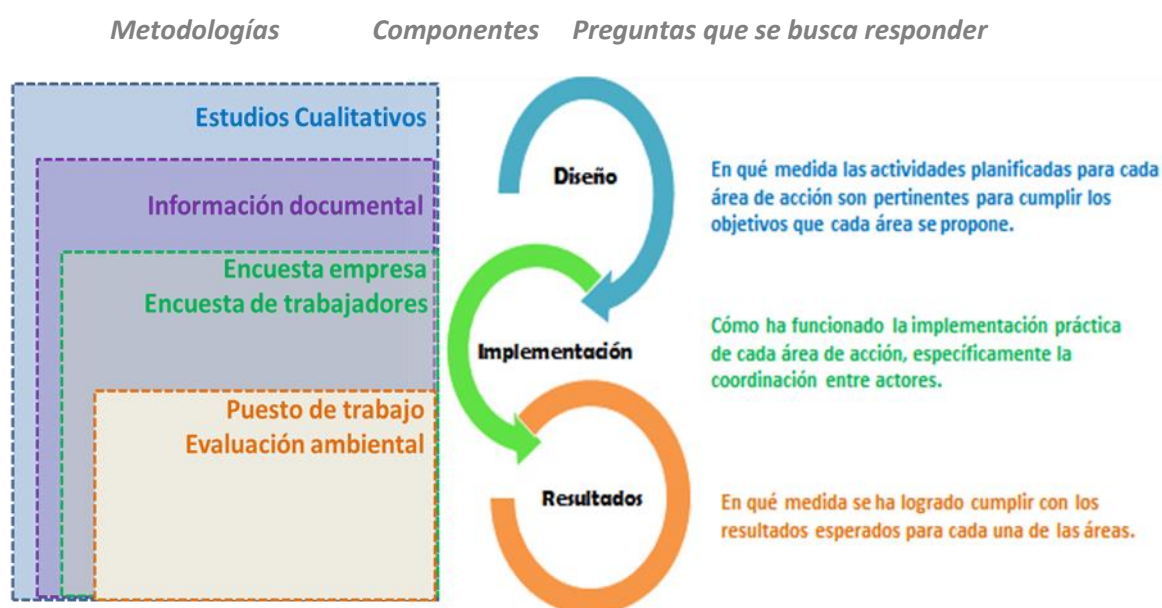 Metodologías Componentes Preguntas que se busca responder
Estudios Cualitativos
Información documental
Encuesta empresa
Encuesta de trabajadores
Puesto de trabajo
Evaluación ambiental
Diseño
Implementación
Resultados
En qué medida las actividades planificadas para cada
área de acción son pertinentes para cumplir los
objetivos que cada área se propone.
Cómo ha funcionado la implementación práctica
de cada área de acción, específicamente la
coordinación entre actores.
En qué medida se ha logrado cumplir con los
resultados esperados para cada una de las áreas.